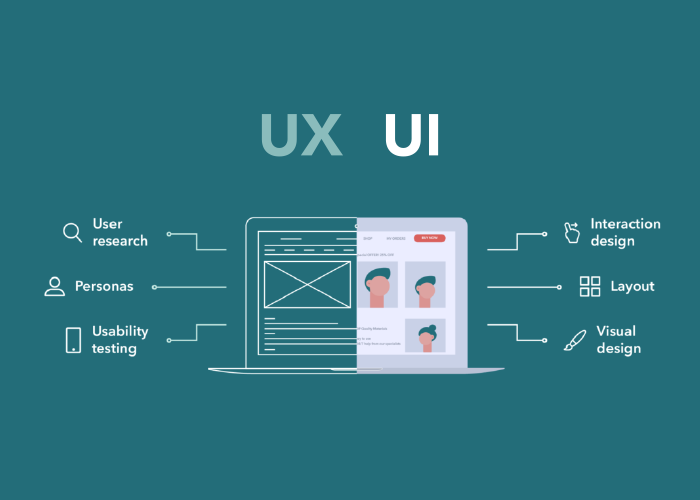 UX UI
User
research
Personas
Usability
testing
SHOP
BUY NOW
Interaction
design
Layout
Visual
design